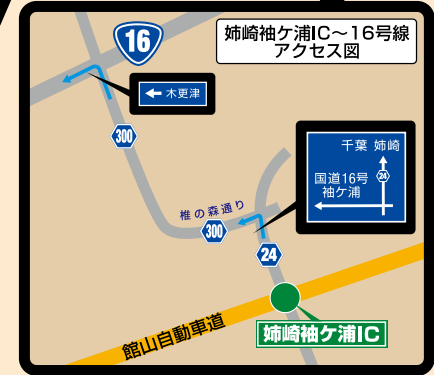 姉崎袖ケ浦IC～16号線
アクセス図
16
← 木更津
300
千葉 姉崎
24
国道16号
袖ケ浦
椎の森通り
300
24
館山自動車道
姉崎袖ケ浦IC